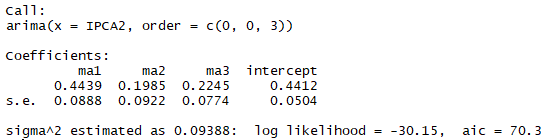 Call:
arima(x = IPCA2, order = c(0, 0, 3))
Coefficients:
ma1 ma2 ma3 intercept
0.4439 0.1985 0.2245 0.4412
s.e. 0.0888 0.0922 0.0774 0.0504
sigma^2 estimated as 0.09388: log likelihood = -30.15, aic = 70.3